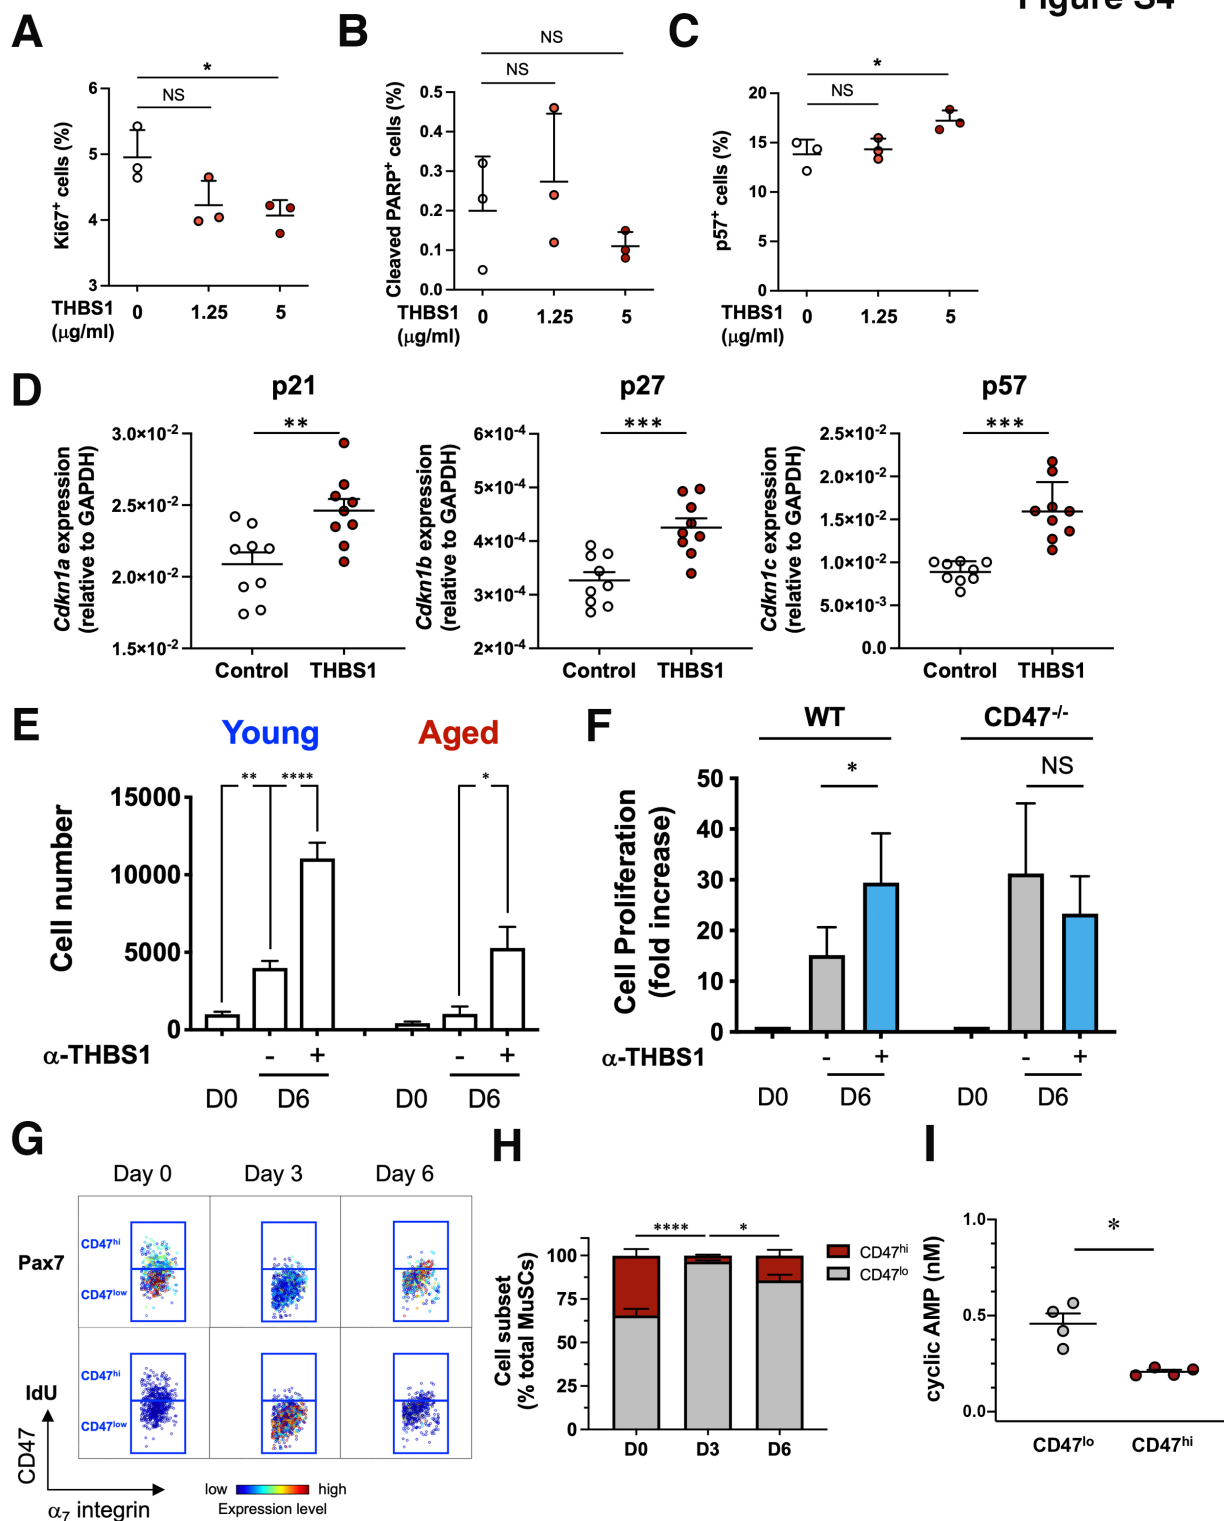 Figure S4
A
B
C
*
NS
Ki67+ cells (%)
6
5
4
3
THBS1
(μg/ml)
0
1.25
5
NS
NS
Cleaved PARP+ cells (%)
0.5
0.4
0.3
0.2
0.1
0.0
THBS1
(μg/ml)
0
1.25
5
*
NS
p57+ cells (%)
20
15
10
5
0
THBS1
(μg/ml)
0
1.25
5
D
p21
p27
p57
**
Cdkn1a expression
(relative to GAPDH)
3.0×10-2
2.5×10-2
2.0×10-2
1.5×10-2
Control
THBS1
***
Cdkn1b expression
(relative to GAPDH)
6×10-4
5×10-4
4×10-4
3×10-4
2×10-4
Control
THBS1
***
Cdkn1c expression
(relative to GAPDH)
2.5×10-2
2.0×10-2
1.5×10-2
1.0×10-2
5.0×10-3
0.0
Control
THBS1
E
Young
Aged
**
****
*
Cell number
15000
10000
5000
0
α-THBS1
-
+
-
+
D0
D6
D0
D6
F
WT
CD47-/-
*
NS
Cell Proliferation
(fold increase)
50
40
30
20
10
0
α-THBS1
-
+
-
+
D0
D6
D0
D6
G
Day 0
Day 3
Day 6
Pax7
CD47hi
CD47low
IdU
CD47hi
CD47low
CD47
α7 integrin
low
high
Expression level
H
****
*
CD47hi
CD47lo
Cell subset
(% total MuSCs)
100
75
50
25
0
D0
D3
D6
I
*
cyclic AMP (nM)
1.0
0.5
0.0
CD47lo
CD47hi